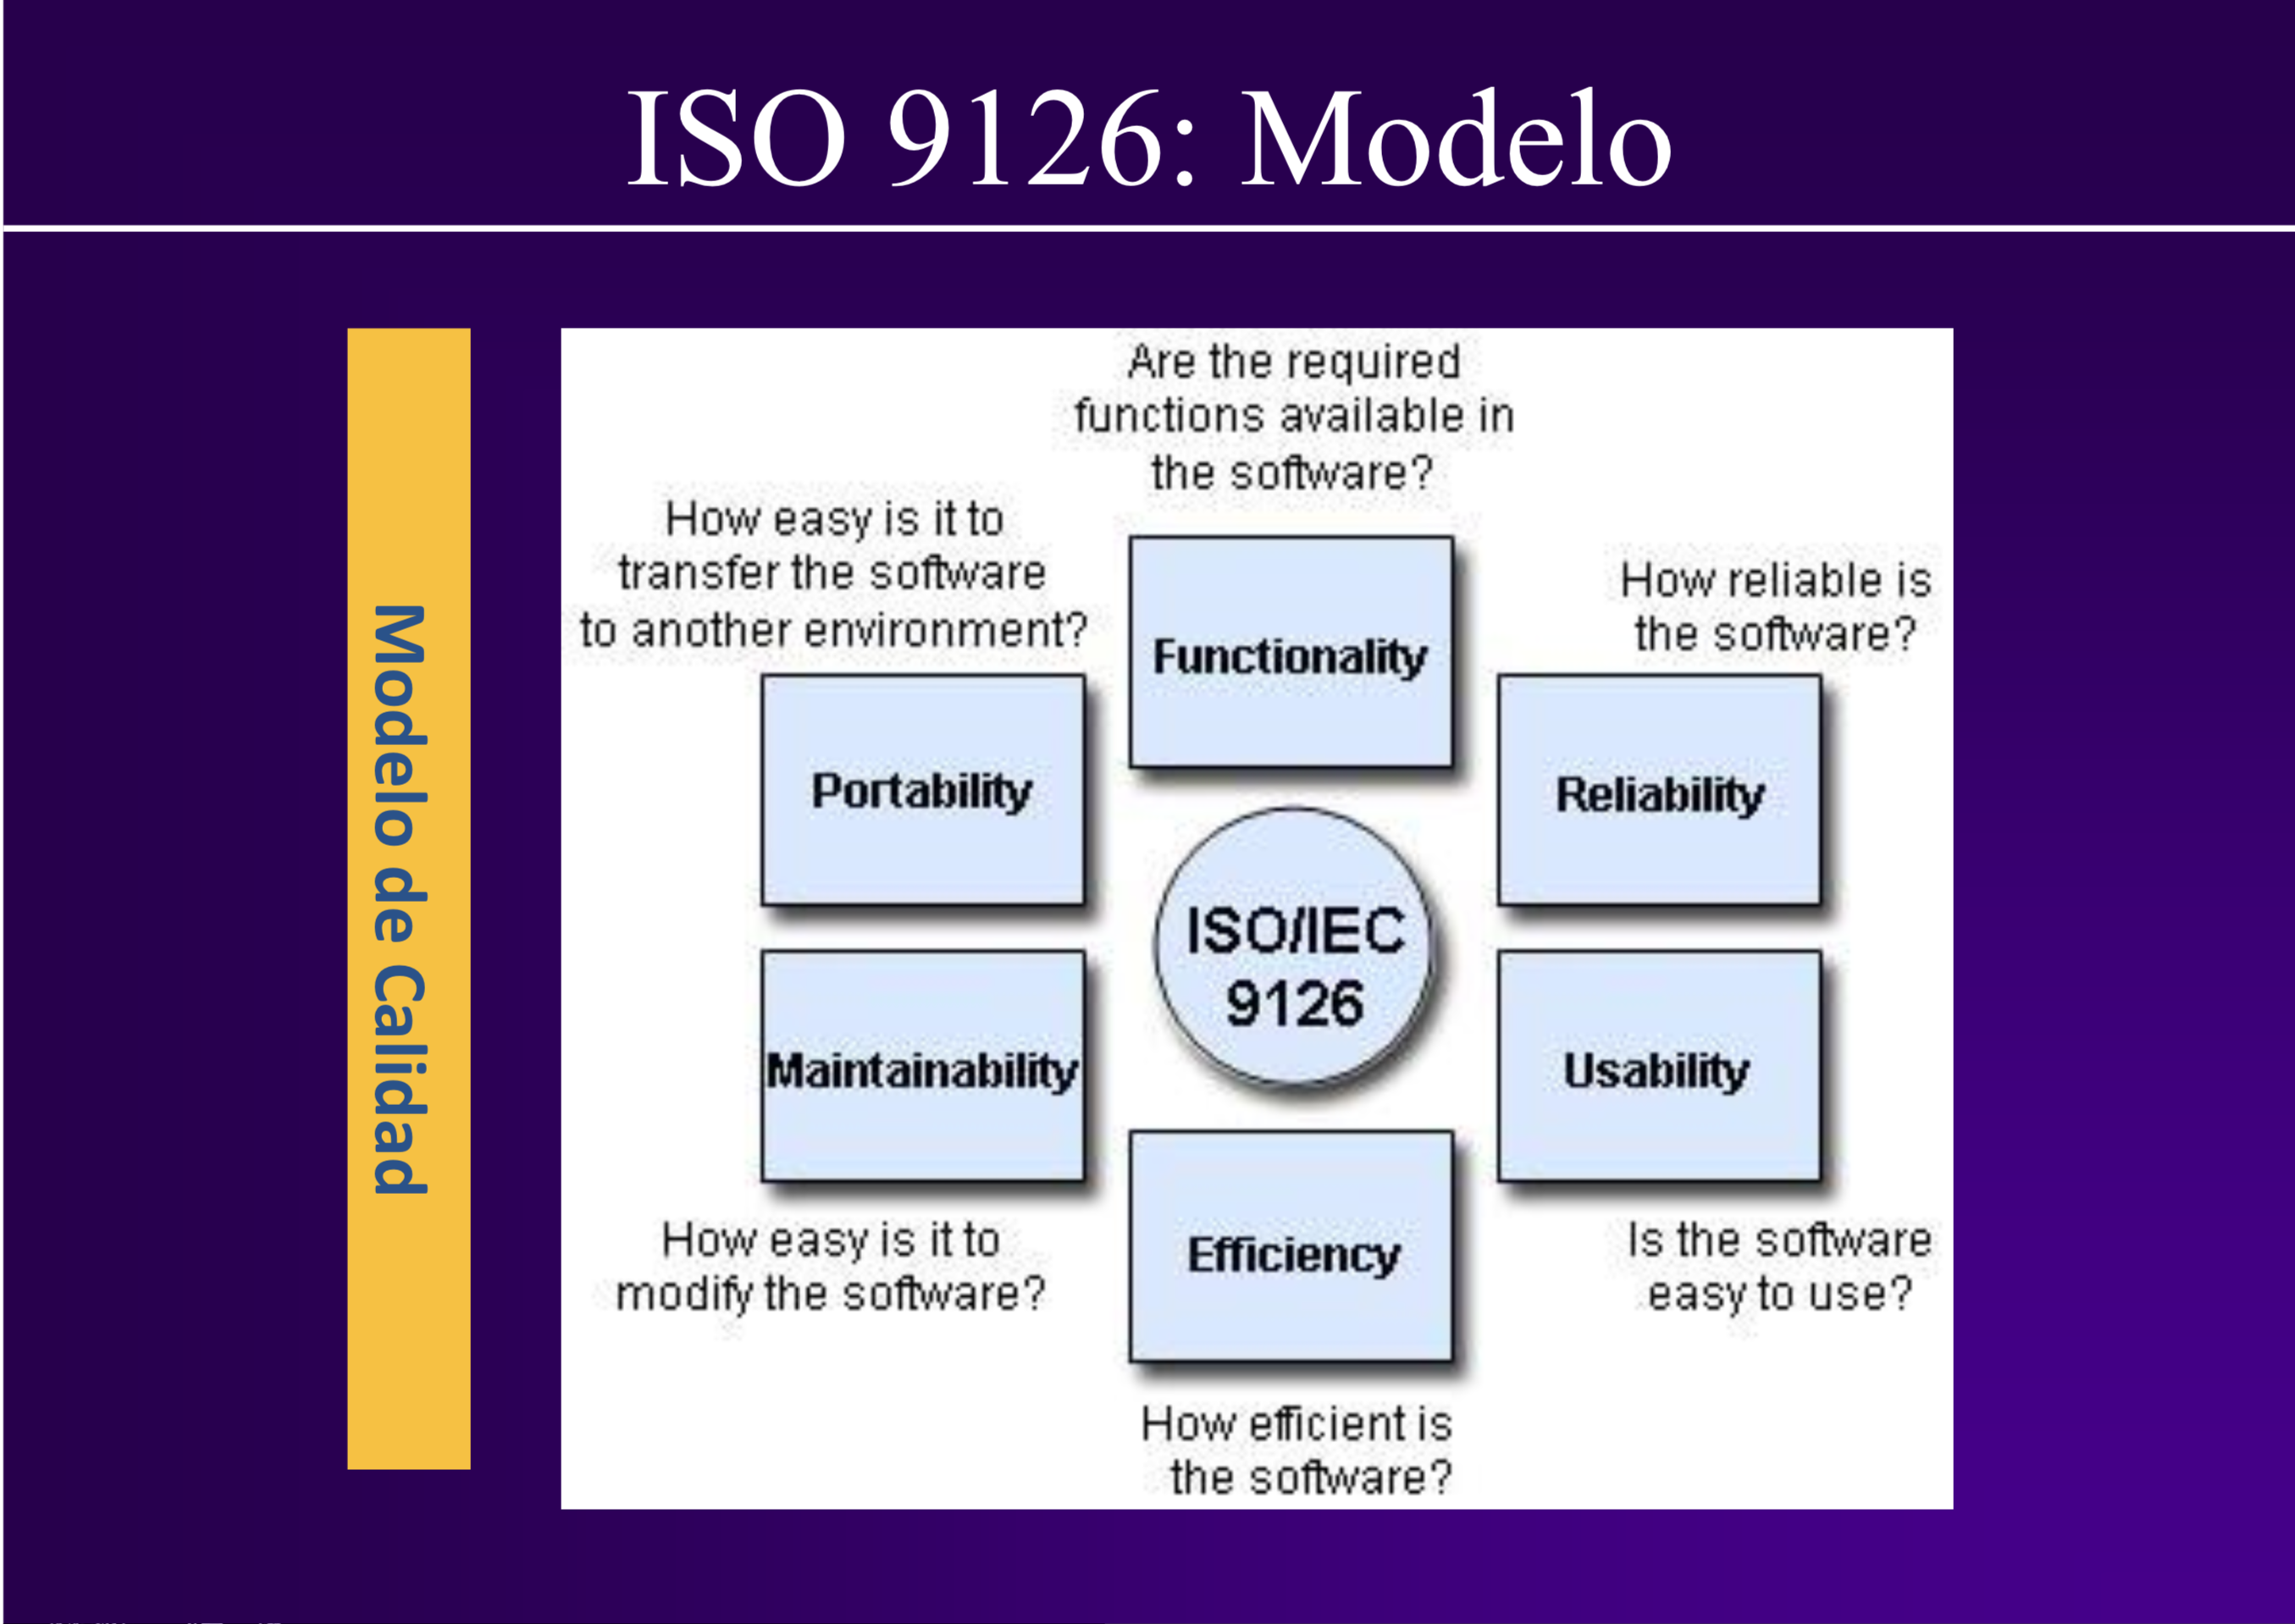 ISO 9126: Modelo
Modelo de Calidad
Are the required
functions available in
the software?
How easy is it to
transfer the software
to another environment?
How reliable is
the software?
Functionality
Portability
Reliability
ISO/IEC
9126
Maintainability
Usability
Efficiency
How easy is it to
modify the software?
Is the software
easy to use?
How efficient is
the software?